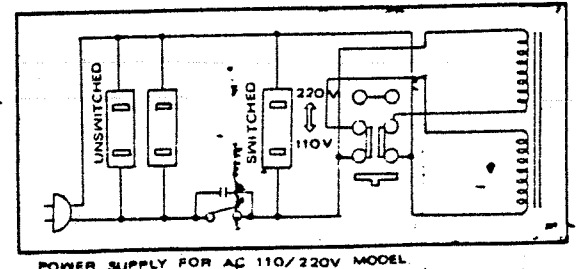 UNSWITCHED
SWITCHED
220V
110V
POWER SUPPLY FOR AC 110/220V MODEL